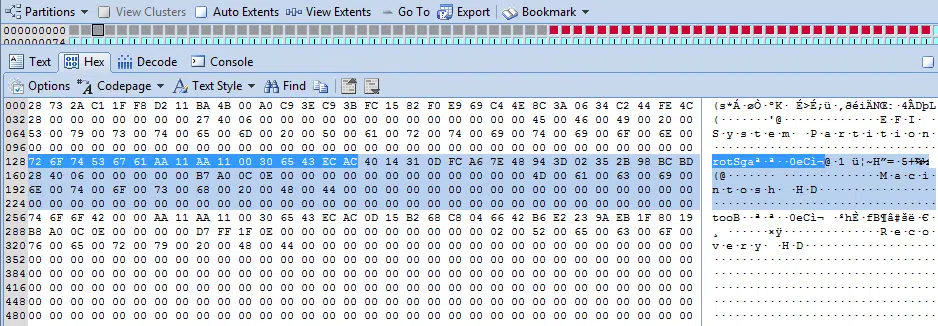 Partitions View Clusters Auto Extents View Extents Go To Export Bookmark
000000000
000000074
Text Hex Decode Console
Options Codepage Text Style Find
000 28 73 2A C1 1F F8 D2 11 BA 4B 00 A0 C9 3E C9 3B FC 15 82 F0 E9 69 C4 4E 8C 3A 06 34 C2 44 FE 4C
032 28 00 00 00 00 00 00 00 27 40 06 00 00 00 00 00 00 00 00 00 00 00 00 00 45 00 46 00 49 00 20 00
064 53 00 79 00 73 00 74 00 65 00 6D 00 20 00 50 00 61 00 72 00 74 00 69 00 74 00 69 00 6F 00 6E 00
096 00 00 00 00 00 00 00 00 00 00 00 00 00 00 00 00 00 00 00 00 00 00 00 00 00 00 00 00 00 00 00 00
128 72 6F 74 53 67 61 AA 11 AA 11 00 30 65 43 EC AC 40 14 31 0D FC A6 7E 48 94 3D 02 35 2B 98 BC BD
160 28 40 06 00 00 00 00 00 B7 A0 0C 0E 00 00 00 00 00 00 00 00 00 00 00 00 4D 00 61 00 63 00 69 00
192 6E 00 74 00 6F 00 73 00 68 00 20 00 48 00 44 00 00 00 00 00 00 00 00 00 00 00 00 00 00 00 00 00
224 00 00 00 00 00 00 00 00 00 00 00 00 00 00 00 00 00 00 00 00 00 00 00 00 00 00 00 00 00 00 00 00
256 74 6F 6F 42 00 00 AA 11 AA 11 00 30 65 43 EC AC 0D 15 B2 68 C8 04 66 42 B6 E2 23 9A EB 1F 80 19
288 B8 A0 0C 0E 00 00 00 00 D7 FF 1F 0E 00 00 00 00 00 00 00 00 00 00 00 02 00 52 00 65 00 63 00 6F 00
320 76 00 65 00 72 00 79 00 20 00 48 00 44 00 00 00 00 00 00 00 00 00 00 00 00 00 00 00 00 00 00 00
352 00 00 00 00 00 00 00 00 00 00 00 00 00 00 00 00 00 00 00 00 00 00 00 00 00 00 00 00 00 00 00 00
384 00 00 00 00 00 00 00 00 00 00 00 00 00 00 00 00 00 00 00 00 00 00 00 00 00 00 00 00 00 00 00 00
416 00 00 00 00 00 00 00 00 00 00 00 00 00 00 00 00 00 00 00 00 00 00 00 00 00 00 00 00 00 00 00 00
448 00 00 00 00 00 00 00 00 00 00 00 00 00 00 00 00 00 00 00 00 00 00 00 00 00 00 00 00 00 00 00 00
480 00 00 00 00 00 00 00 00 00 00 00 00 00 00 00 00 00 00 00 00 00 00 00 00 00 00 00 00 00 00 00 00
E·F·I·
S·y·s·t·e·m· ·P·a·r·t·i·t·i·o·n·
M·a·c·i·
n·t·o·s·h· ·H·D·
R·e·c·o·
v·e·r·y· ·H·D·